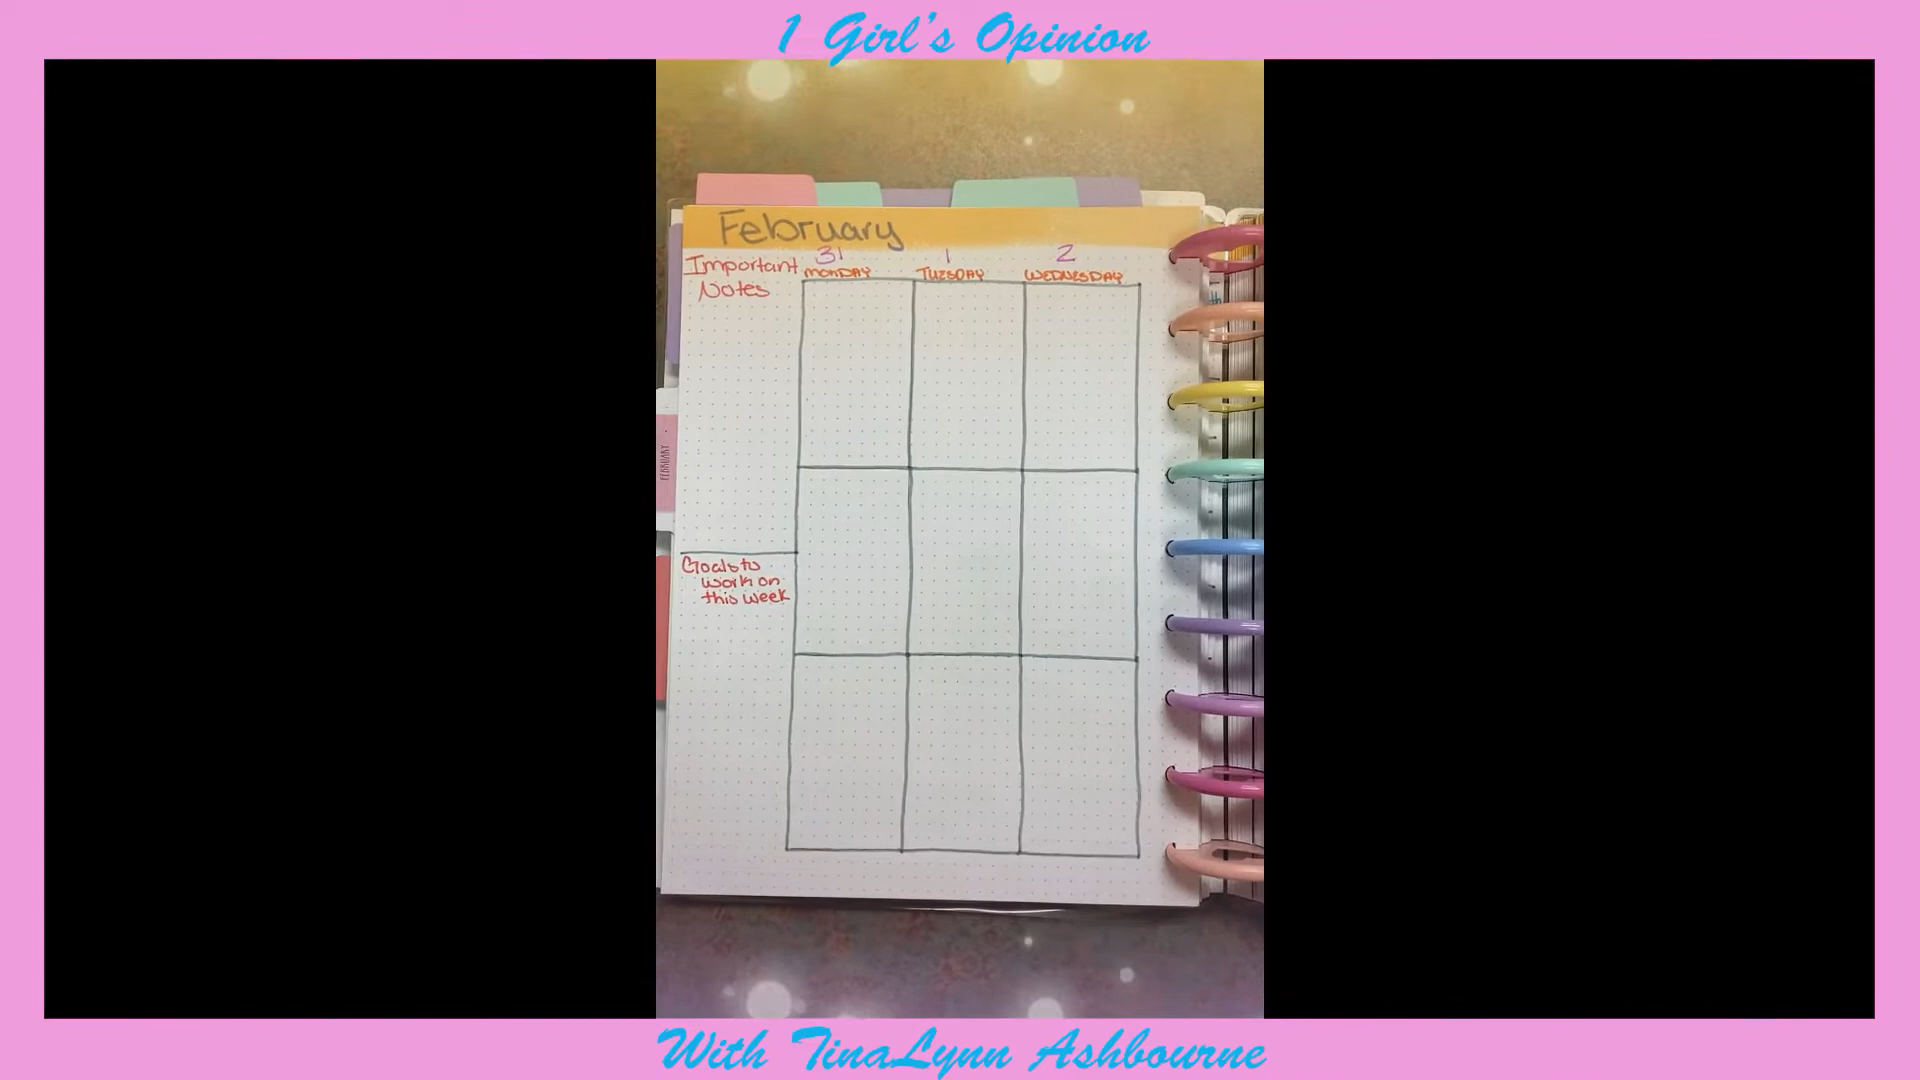 1 Girl's Opinion
February
31 1 2
Important MONDAY TUESDAY WEDNESDAY
Notes
FEBRUARY
Goals to
work on
this week
With TinaLynn Ashbourne